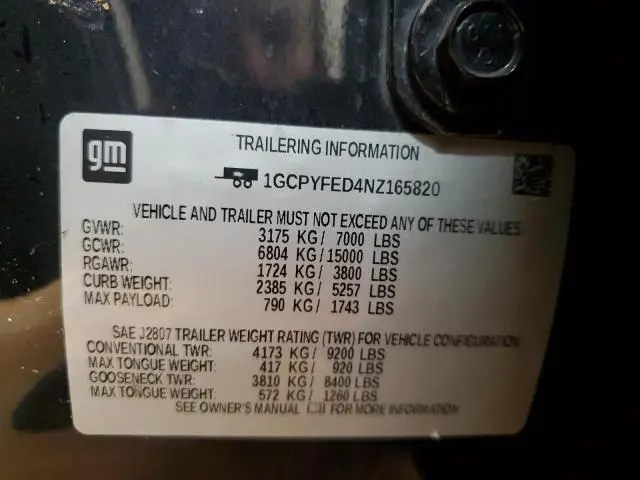 gm
TRAILERING INFORMATION
1GCPYFED4NZ165820
VEHICLE AND TRAILER MUST NOT EXCEED ANY OF THESE VALUES
GVWR: 3175 KG/ 7000 LBS
GCWR: 6804 KG/15000 LBS
RGAWR: 1724 KG/ 3800 LBS
CURB WEIGHT: 2385 KG/ 5257 LBS
MAX PAYLOAD: 790 KG/ 1743 LBS
SAE J2807 TRAILER WEIGHT RATING (TWR) FOR VEHICLE CONFIGURATION
CONVENTIONAL TWR: 4173 KG/ 9200 LBS
MAX TONGUE WEIGHT: 417 KG/ 920 LBS
GOOSENECK TWR: 3810 KG/ 8400 LBS
MAX TONGUE WEIGHT: 572 KG/ 1260 LBS
SEE OWNER'S MANUAL FOR MORE INFORMATION